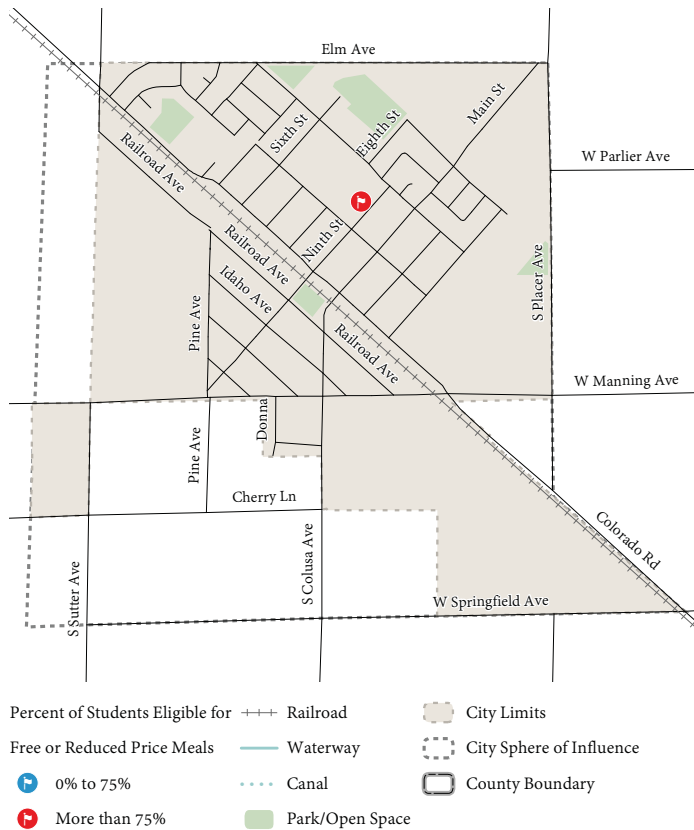 Elm Ave
Main St
Eighth St
Sixth St
Railroad Ave
W Parlier Ave
Ninth St
Railroad Ave
S Placer Ave
Idaho Ave
Pine Ave
Railroad Ave
W Manning Ave
Donna
Pine Ave
Cherry Ln
Colorado Rd
S Colusa Ave
S Sutter Ave
W Springfield Ave
Percent of Students Eligible for
Free or Reduced Price Meals
0% to 75%
More than 75%
Railroad
Waterway
Canal
Park/Open Space
City Limits
City Sphere of Influence
County Boundary